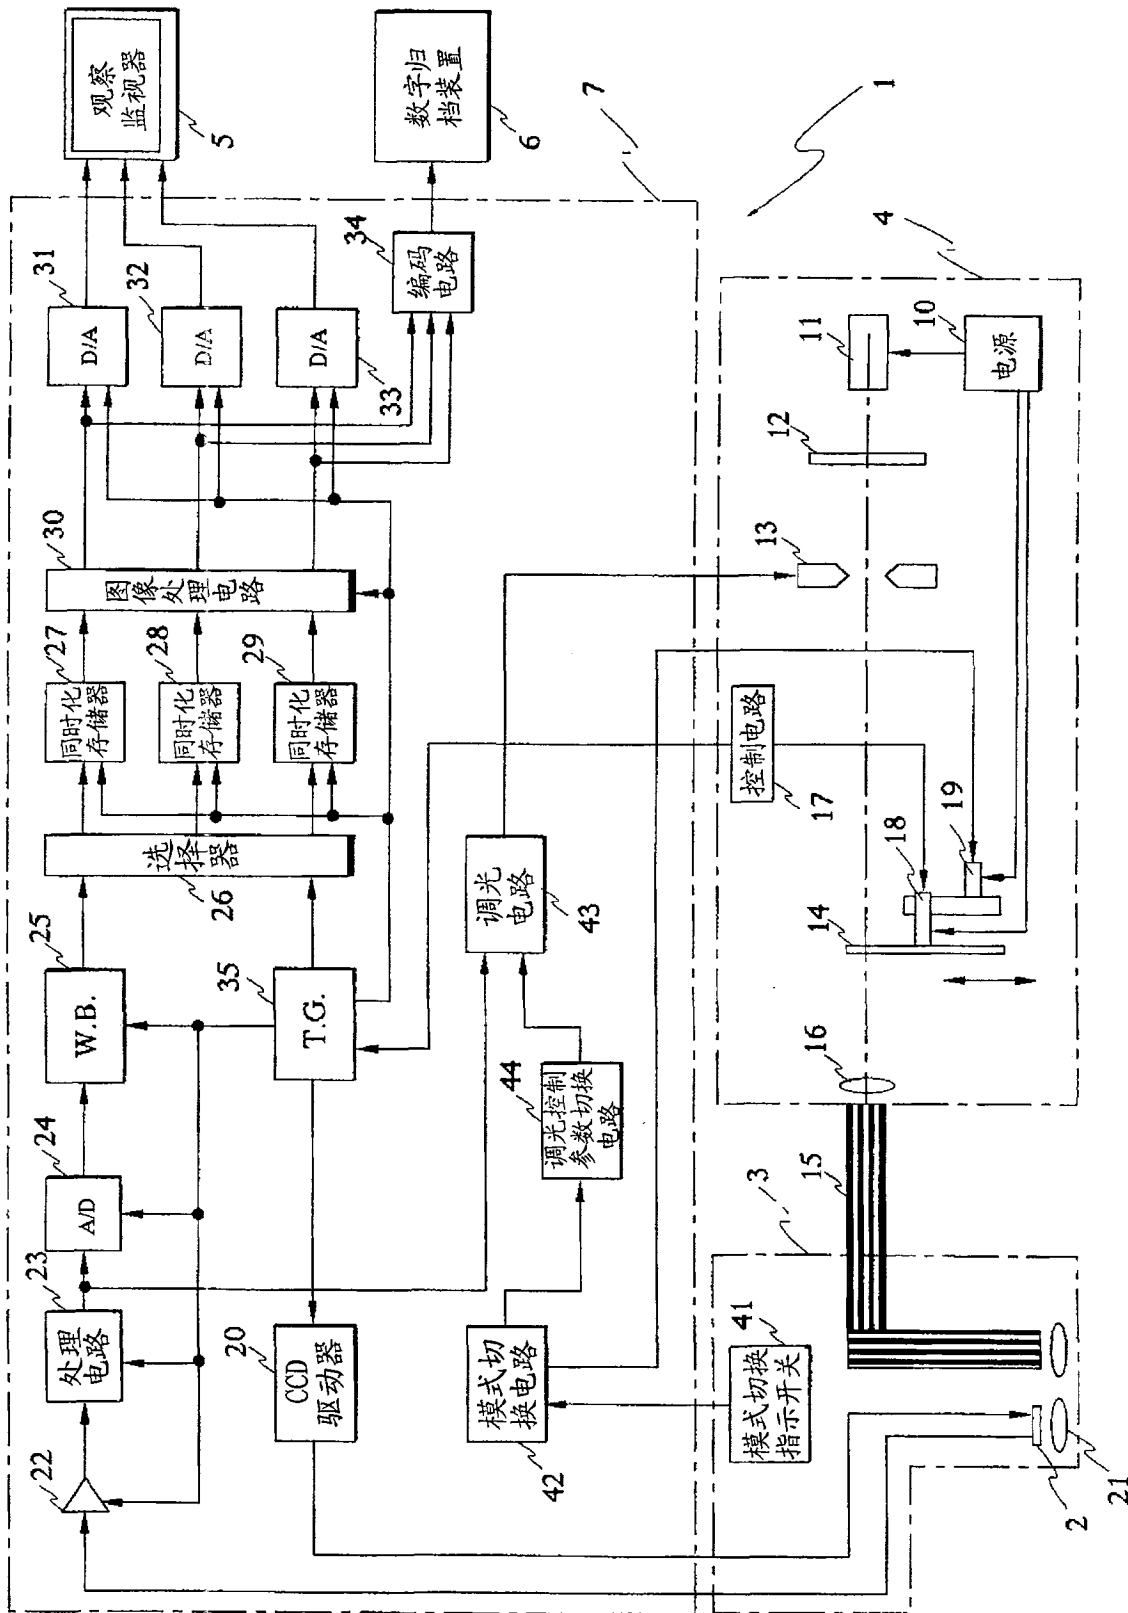 观察
监视器
5
数字归
档装置
6
7
1
31
D/A
32
D/A
D/A
33
34
编码
电路
30
图像处理电路
27
同时化
存储器
28
同时化
存储器
29
同时化
存储器
选择器
26
25
W.B.
35
T.G.
24
A/D
23
处理
电路
22
20
CCD
驱动器
调光
电路
43
44
调光控制
参数切换
电路
模式切
换电路
42
4
11
10
电源
12
13
控制电路
17
18
19
14
16
15
3
41
模式切换
指示开关
2
21